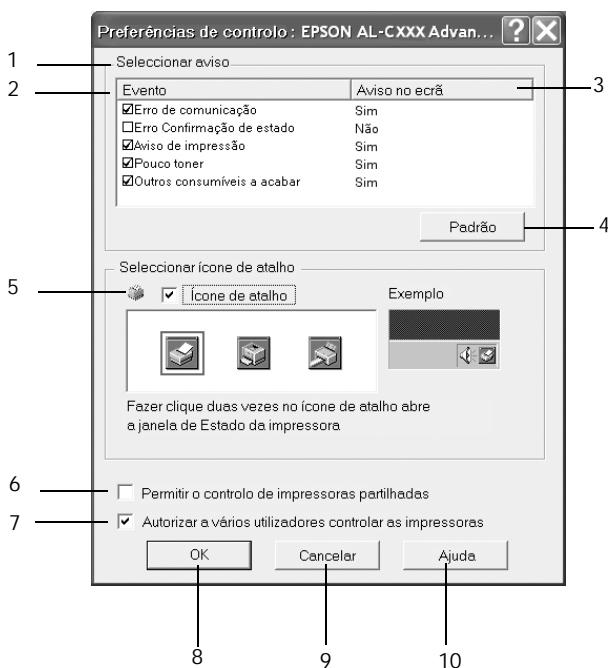 Preferências de controlo : EPSON AL-CXXX Advan... ?
1 Seleccionar aviso
2 Evento Aviso no ecrã 3
Erro de comunicação Sim
Erro Confirmação de estado Não
Aviso de impressão Sim
Pouco toner Sim
Outros consumíveis a acabar Sim
Padrão 4
Seleccionar ícone de atalho
5 Ícone de atalho Exemplo
Fazer clique duas vezes no ícone de atalho abre
a janela de Estado da impressora
6 Permitir o controlo de impressoras partilhadas
7 Autorizar a vários utilizadores controlar as impressoras
OK Cancelar Ajuda
8 9 10